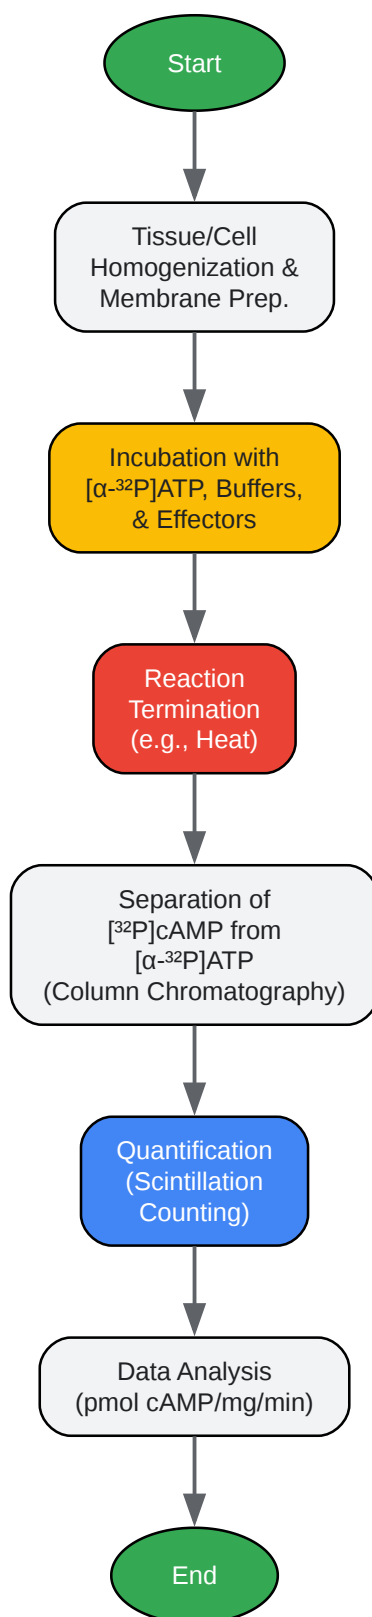 Start
Tissue/Cell
Homogenization &
Membrane Prep.
Incubation with
[α-³²P]ATP, Buffers,
& Effectors
Reaction
Termination
(e.g., Heat)
Separation of
[³²P]cAMP from
[α-³²P]ATP
(Column Chromatography)
Quantification
(Scintillation
Counting)
Data Analysis
(pmol cAMP/mg/min)
End